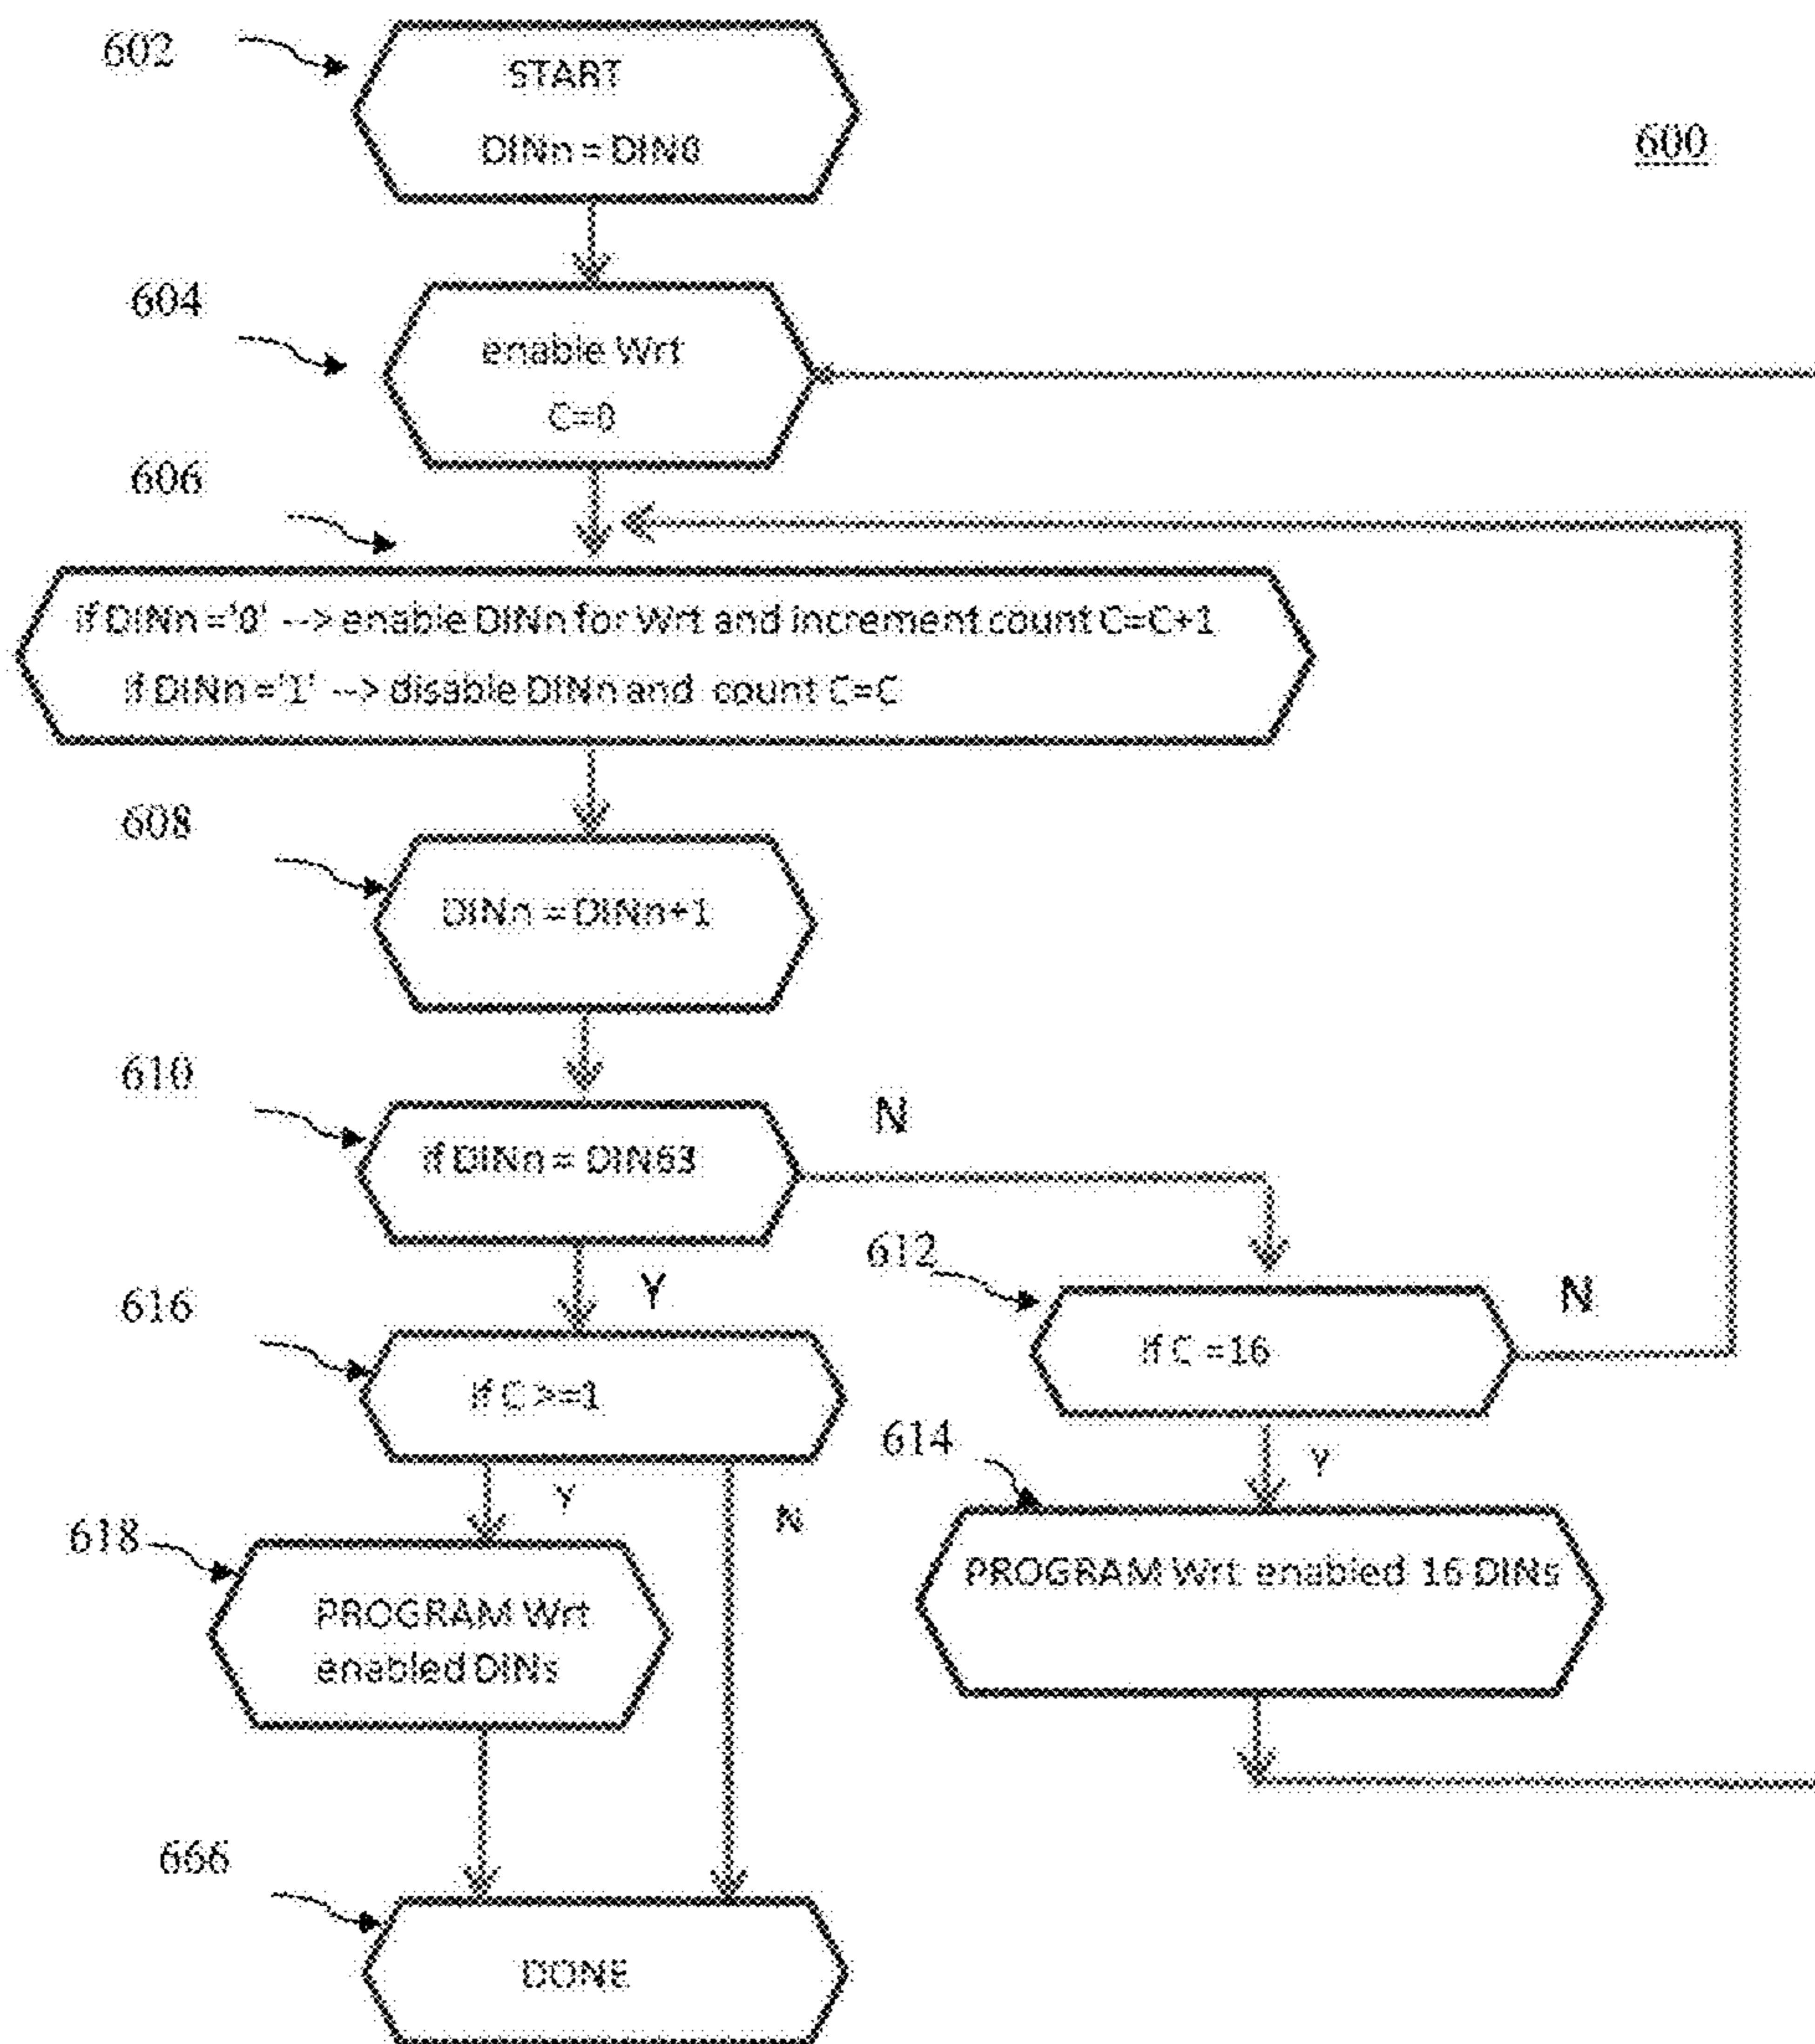 602
START
DINn = DIN0
600
604
enable Wrt
C=0
606
if DINn ='0' --> enable DINn for Wrt and increment count C=C+1
if DINn ='1' --> disable DINn and count C=C
608
DINn = DINn+1
610
if DINn = DIN63
N
Y
612
if C =16
N
616
if C >=1
Y
N
614
Y
PROGRAM Wrt enabled 16 DINs
618
PROGRAM Wrt
enabled DINs
666
DONE